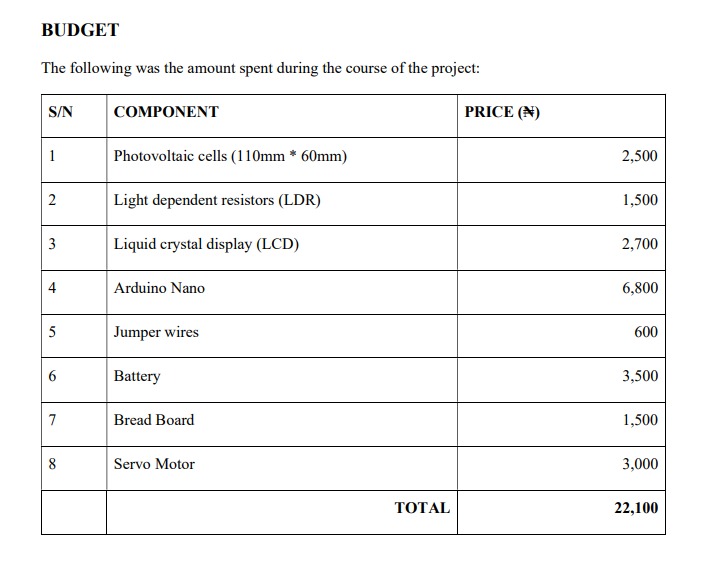 BUDGET
The following was the amount spent during the course of the project:
S/N COMPONENT PRICE (₦)
1 Photovoltaic cells (110mm * 60mm) 2,500
2 Light dependent resistors (LDR) 1,500
3 Liquid crystal display (LCD) 2,700
4 Arduino Nano 6,800
5 Jumper wires 600
6 Battery 3,500
7 Bread Board 1,500
8 Servo Motor 3,000
TOTAL 22,100